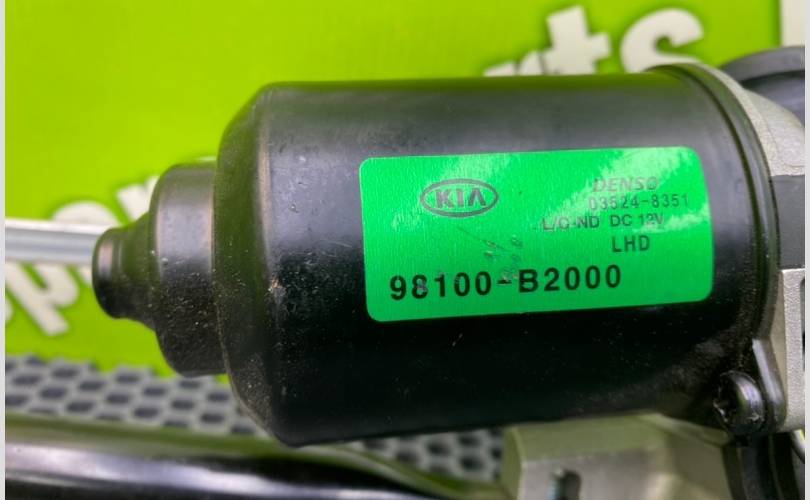 KIA
DENSO
03524-8351
L/C-ND DC 12V
LHD
98100-B2000